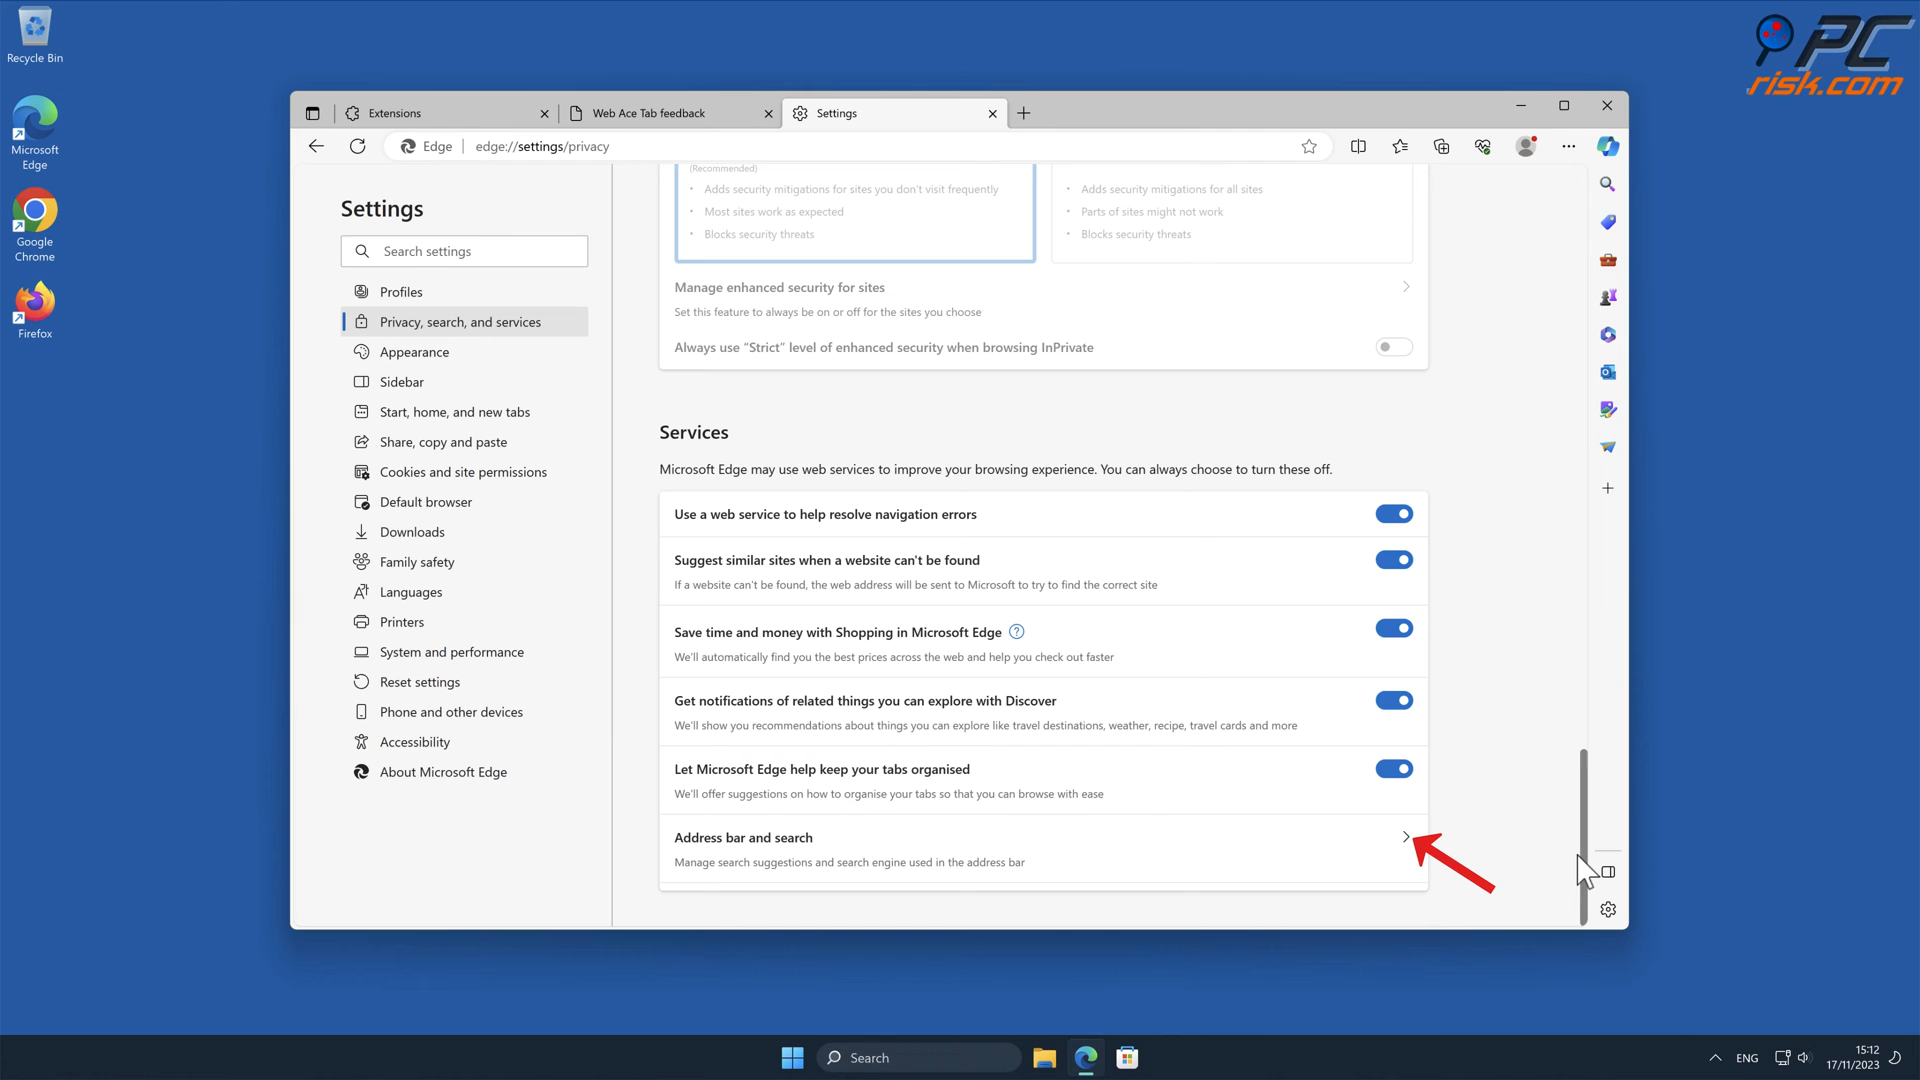 Recycle Bin
Microsoft
Edge
Google
Chrome
Firefox
PC
risk.com
Extensions
Web Ace Tab feedback
Settings
Edge
edge://settings/privacy
Settings
Search settings
Profiles
Privacy, search, and services
Appearance
Sidebar
Start, home, and new tabs
Share, copy and paste
Cookies and site permissions
Default browser
Downloads
Family safety
Languages
Printers
System and performance
Reset settings
Phone and other devices
Accessibility
About Microsoft Edge
(Recommended)
• Adds security mitigations for sites you don't visit frequently
• Most sites work as expected
• Blocks security threats
• Adds security mitigations for all sites
• Parts of sites might not work
• Blocks security threats
Manage enhanced security for sites
Set this feature to always be on or off for the sites you choose
Always use “Strict” level of enhanced security when browsing InPrivate
Services
Microsoft Edge may use web services to improve your browsing experience. You can always choose to turn these off.
Use a web service to help resolve navigation errors
Suggest similar sites when a website can't be found
If a website can't be found, the web address will be sent to Microsoft to try to find the correct site
Save time and money with Shopping in Microsoft Edge
We'll automatically find you the best prices across the web and help you check out faster
Get notifications of related things you can explore with Discover
We'll show you recommendations about things you can explore like travel destinations, weather, recipe, travel cards and more
Let Microsoft Edge help keep your tabs organised
We'll offer suggestions on how to organise your tabs so that you can browse with ease
Address bar and search
Manage search suggestions and search engine used in the address bar
Search
ENG
15:12
17/11/2023